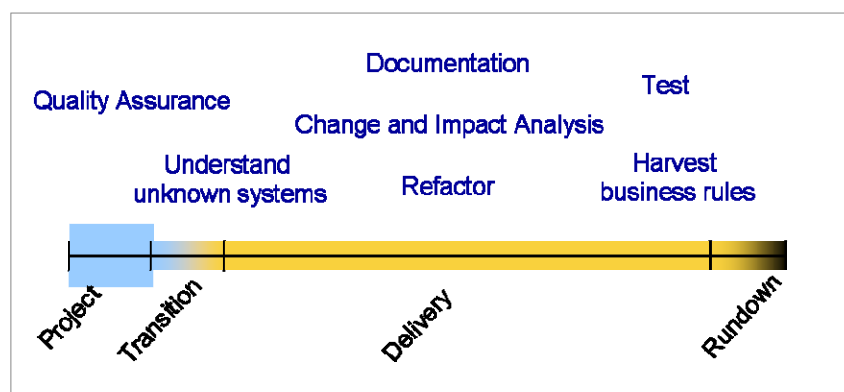 Documentation
Test
Quality Assurance
Change and Impact Analysis
Understand
unknown systems
Refactor
Harvest
business rules
Project
Transition
Delivery
Rundown